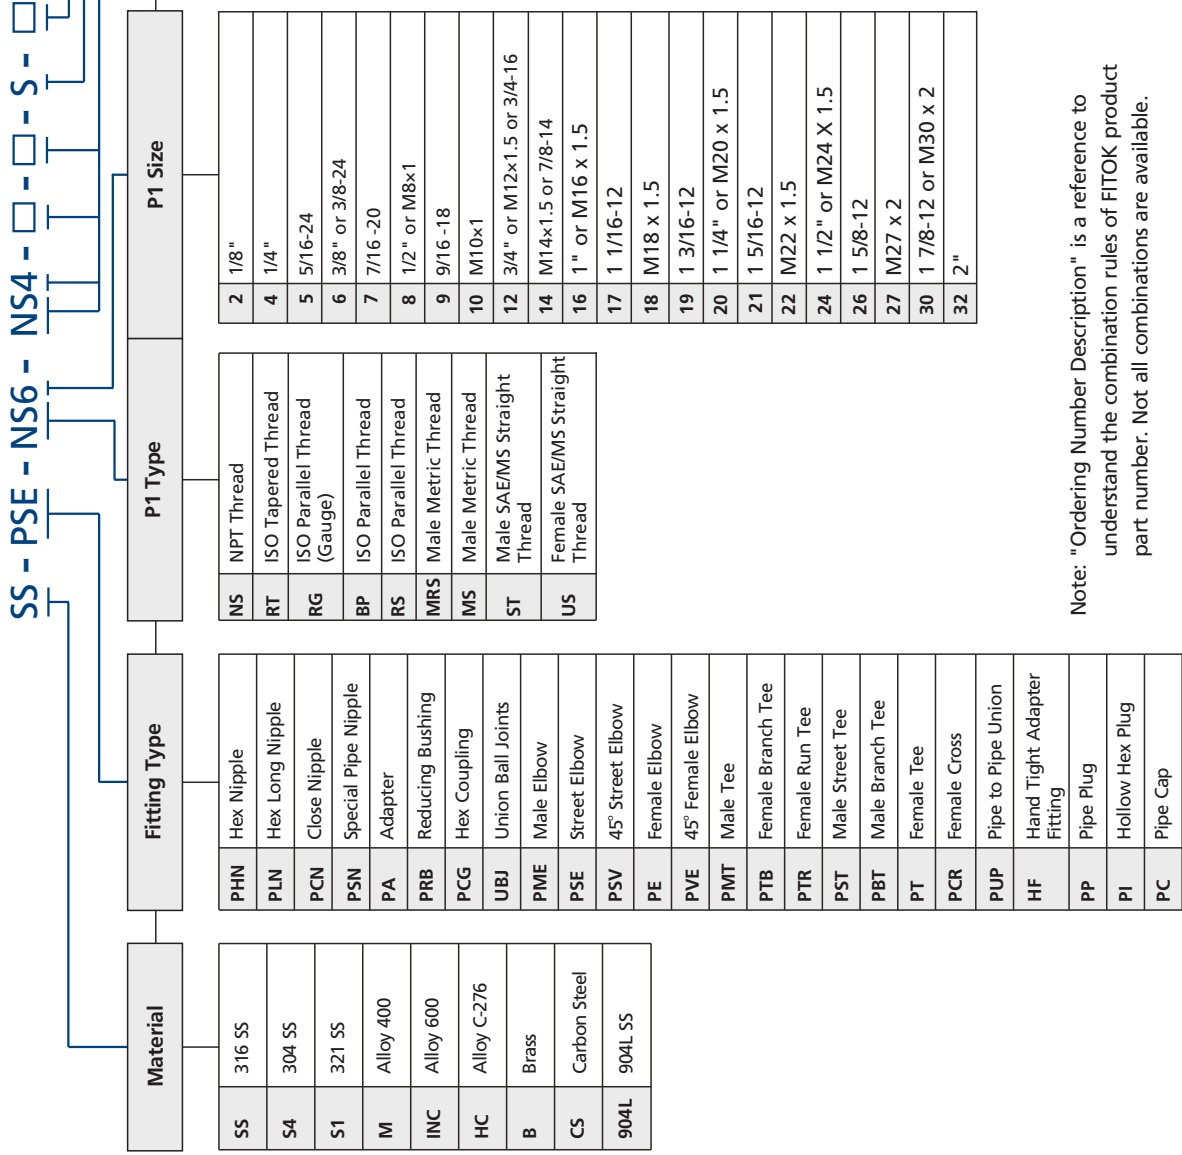 SS - PSE - NS6 - NS4 - □ - □ - S - □
Material
SS 316 SS
S4 304 SS
S1 321 SS
M Alloy 400
INC Alloy 600
HC Alloy C-276
B Brass
CS Carbon Steel
904L 904L SS
Fitting Type
PHN Hex Nipple
PLN Hex Long Nipple
PCN Close Nipple
PSN Special Pipe Nipple
PA Adapter
PRB Reducing Bushing
PCG Hex Coupling
UBJ Union Ball Joints
PME Male Elbow
PSE Street Elbow
PSV 45° Street Elbow
PE Female Elbow
PVE 45° Female Elbow
PMT Male Tee
PTB Female Branch Tee
PTR Female Run Tee
PST Male Street Tee
PBT Male Branch Tee
PT Female Tee
PCR Female Cross
PUP Pipe to Pipe Union
HF Hand Tight Adapter
Fitting
PP Pipe Plug
PI Hollow Hex Plug
PC Pipe Cap
P1 Type
NS NPT Thread
RT ISO Tapered Thread
RG ISO Parallel Thread
(Gauge)
BP ISO Parallel Thread
RS ISO Parallel Thread
MRS Male Metric Thread
MS Male Metric Thread
ST Male SAE/MS Straight
Thread
US Female SAE/MS Straight
Thread
P1 Size
2 1/8"
4 1/4"
5 5/16-24
6 3/8" or 3/8-24
7 7/16 -20
8 1/2" or M8×1
9 9/16 -18
10 M10×1
12 3/4" or M12×1.5 or 3/4-16
14 M14×1.5 or 7/8-14
16 1" or M16 x 1.5
17 1 1/16-12
18 M18 x 1.5
19 1 3/16-12
20 1 1/4" or M20 x 1.5
21 1 5/16-12
22 M22 x 1.5
24 1 1/2" or M24 X 1.5
26 1 5/8-12
27 M27 x 2
30 1 7/8-12 or M30 x 2
32 2"
Note: "Ordering Number Description" is a reference to
understand the combination rules of FITOK product
part number. Not all combinations are available.